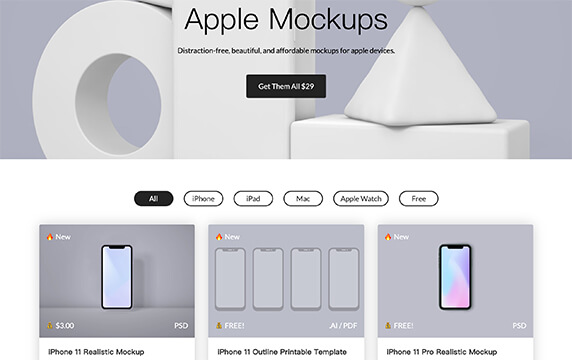 Apple Mockups
Distraction-free, beautiful, and affordable mockups for apple devices.
Get Them All $29
All
iPhone
iPad
Mac
Apple Watch
Free
🔥 New
🔥 New
🔥 New
$3.00
PSD
FREE!
.AI / PDF
FREE!
PSD
iPhone 11 Realistic Mockup
iPhone 11 Outline Printable Template
iPhone 11 Pro Realistic Mockup